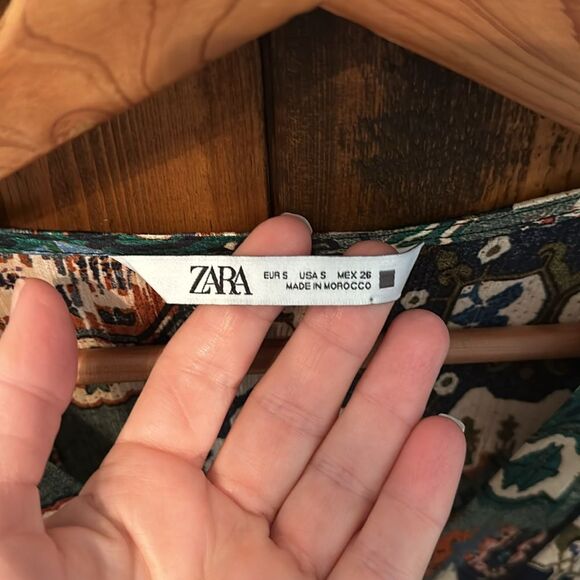 ZARA
EUR S USA S MEX 26
MADE IN MOROCCO